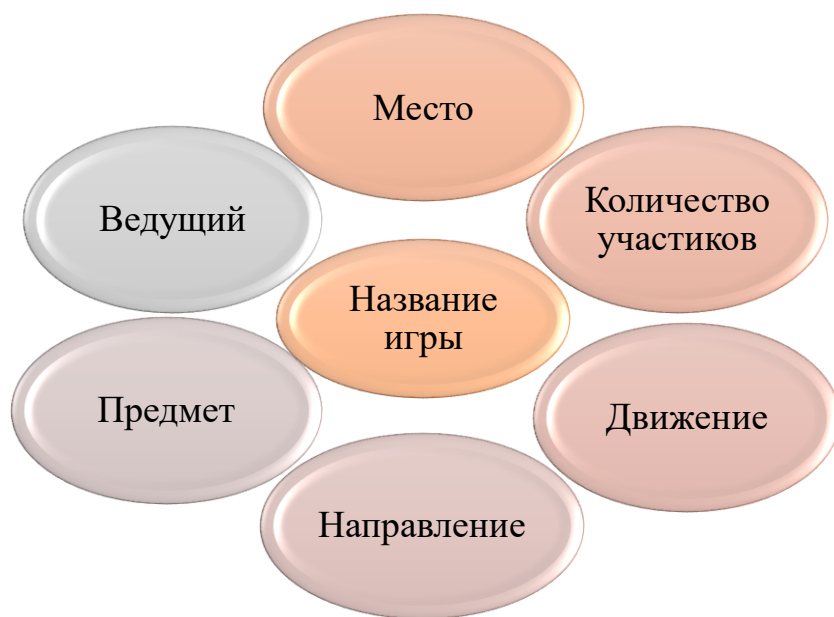 Место
Ведущий
Количество
участиков
Название
игры
Предмет
Движение
Направление